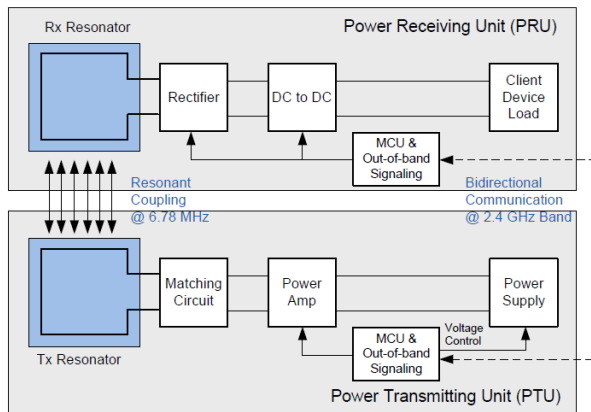 Rx Resonator
Power Receiving Unit (PRU)
Rectifier
DC to DC
Client
Device
Load
MCU &
Out-of-band
Signaling
Resonant
Coupling
@ 6.78 MHz
Bidirectional
Communication
@ 2.4 GHz Band
Matching
Circuit
Power
Amp
Power
Supply
MCU &
Out-of-band
Signaling
Voltage
Control
Tx Resonator
Power Transmitting Unit (PTU)